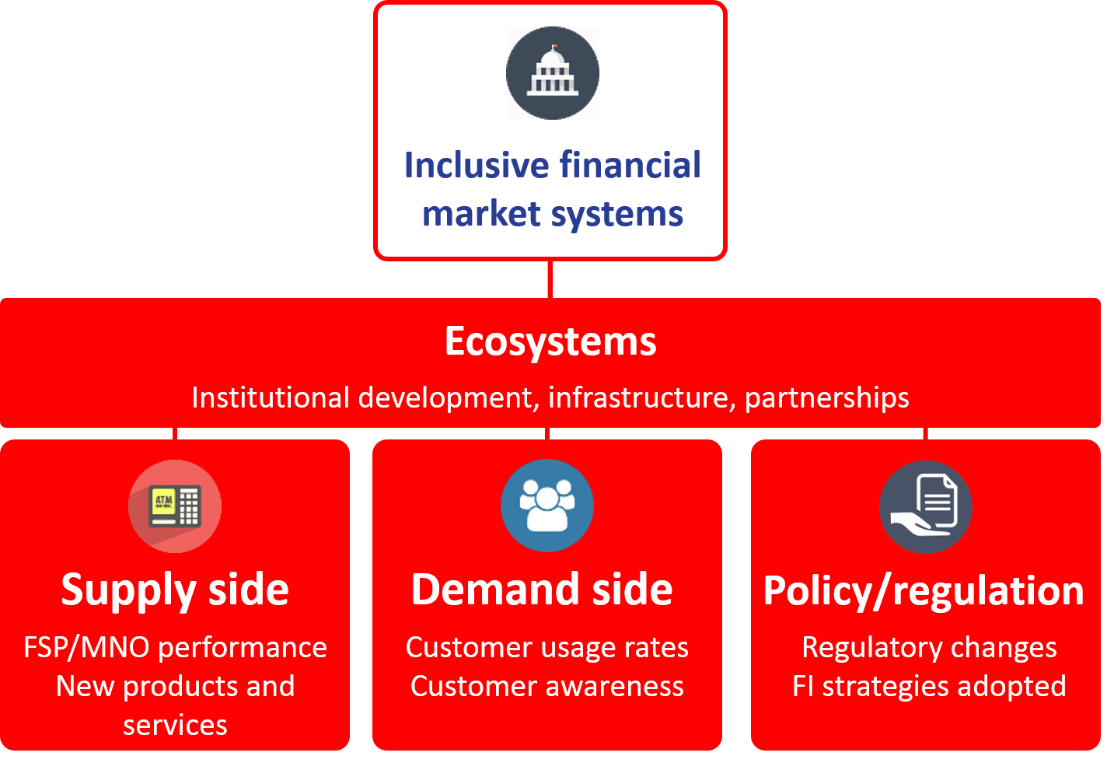 Inclusive financial
market systems
Ecosystems
Institutional development, infrastructure, partnerships
ATM
Supply side
FSP/MNO performance
New products and
services
Demand side
Customer usage rates
Customer awareness
Policy/regulation
Regulatory changes
FI strategies adopted